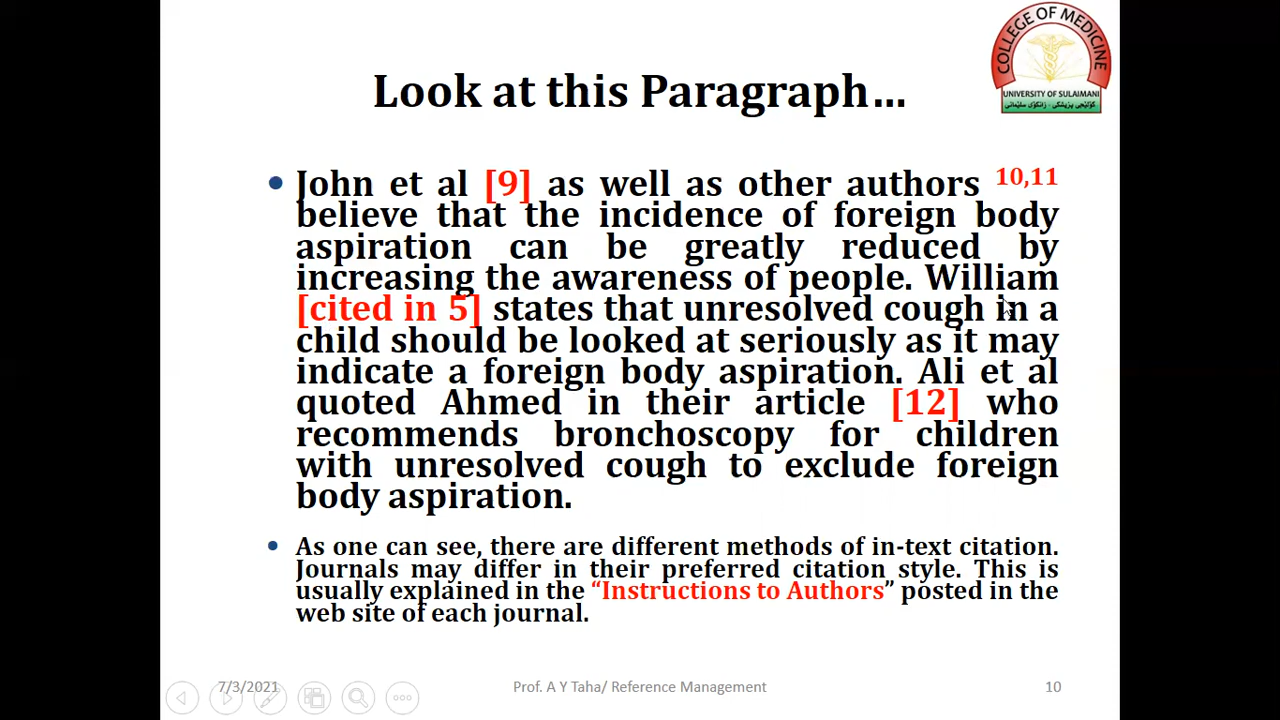 COLLEGE OF MEDICINE
UNIVERSITY OF SULAIMANI
كۆلێجی پزیشکی - زانکۆی سلێمانی
Look at this Paragraph…
• John et al [9] as well as other authors 10,11
believe that the incidence of foreign body
aspiration can be greatly reduced by
increasing the awareness of people. William
[cited in 5] states that unresolved cough in a
child should be looked at seriously as it may
indicate a foreign body aspiration. Ali et al
quoted Ahmed in their article [12] who
recommends bronchoscopy for children
with unresolved cough to exclude foreign
body aspiration.
• As one can see, there are different methods of in-text citation.
Journals may differ in their preferred citation style. This is
usually explained in the “Instructions to Authors” posted in the
web site of each journal.
7/3/2021 Prof. A Y Taha/ Reference Management 10